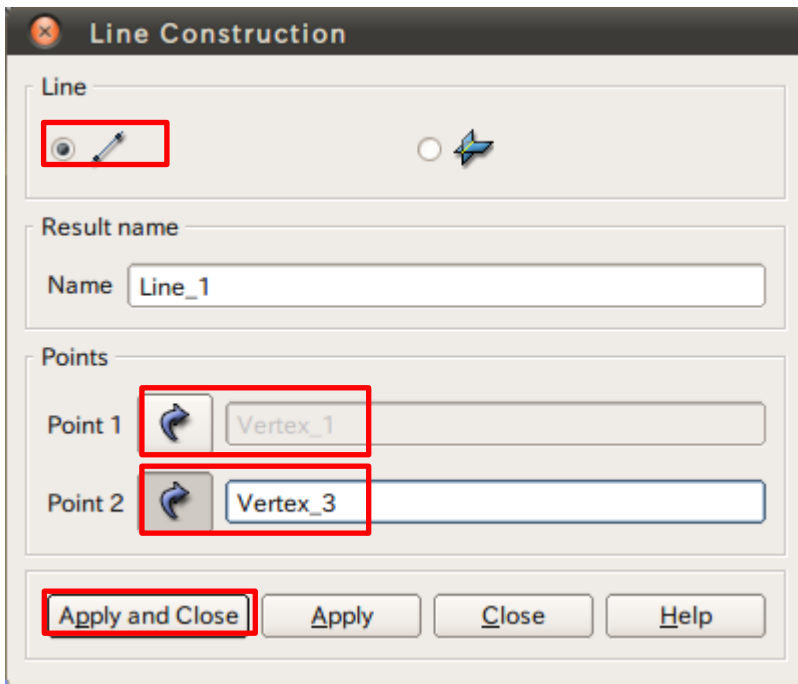 Line Construction
Line
Result name
Name Line_1
Points
Point 1 Vertex_1
Point 2 Vertex_3
Apply and Close Apply Close Help